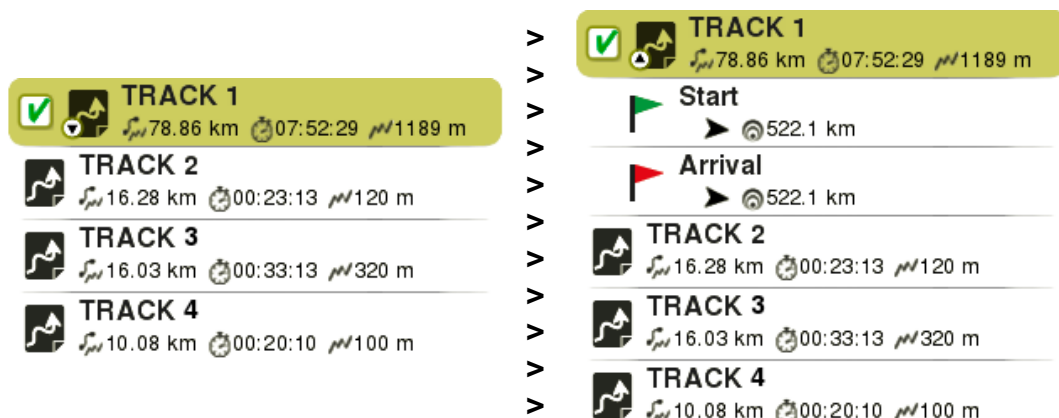 TRACK 1
78.86 km 07:52:29 1189 m
TRACK 2
16.28 km 00:23:13 120 m
TRACK 3
16.03 km 00:33:13 320 m
TRACK 4
10.08 km 00:20:10 100 m
>
>
>
>
>
>
>
>
>
>
>
TRACK 1
78.86 km 07:52:29 1189 m
Start
522.1 km
Arrival
522.1 km
TRACK 2
16.28 km 00:23:13 120 m
TRACK 3
16.03 km 00:33:13 320 m
TRACK 4
10.08 km 00:20:10 100 m